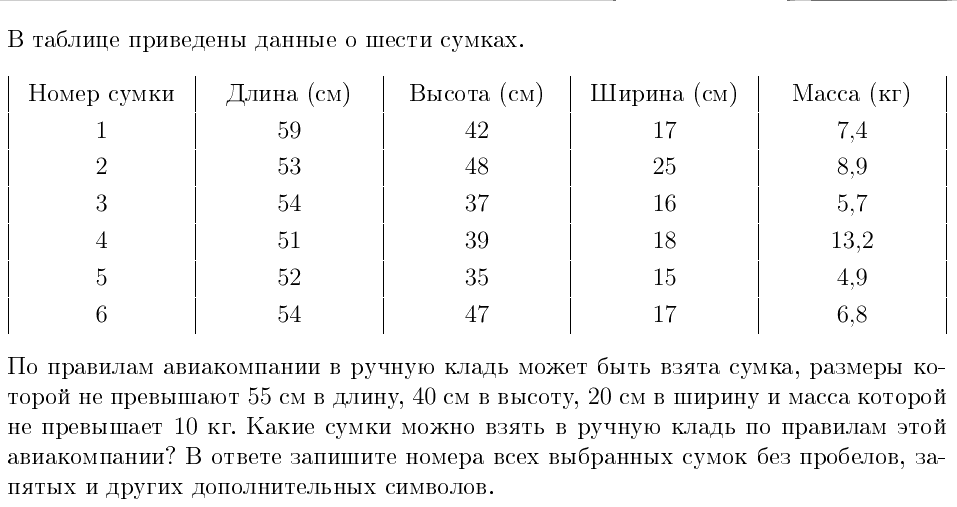 В таблице приведены данные о шести сумках.
Номер сумки Длина (см) Высота (см) Ширина (см) Масса (кг)
1 59 42 17 7,4
2 53 48 25 8,9
3 54 37 16 5,7
4 51 39 18 13,2
5 52 35 15 4,9
6 54 47 17 6,8
По правилам авиакомпании в ручную кладь может быть взята сумка, размеры ко-
торой не превышают 55 см в длину, 40 см в высоту, 20 см в ширину и масса которой
не превышает 10 кг. Какие сумки можно взять в ручную кладь по правилам этой
авиакомпании? В ответе запишите номера всех выбранных сумок без пробелов, за-
пятых и других дополнительных символов.